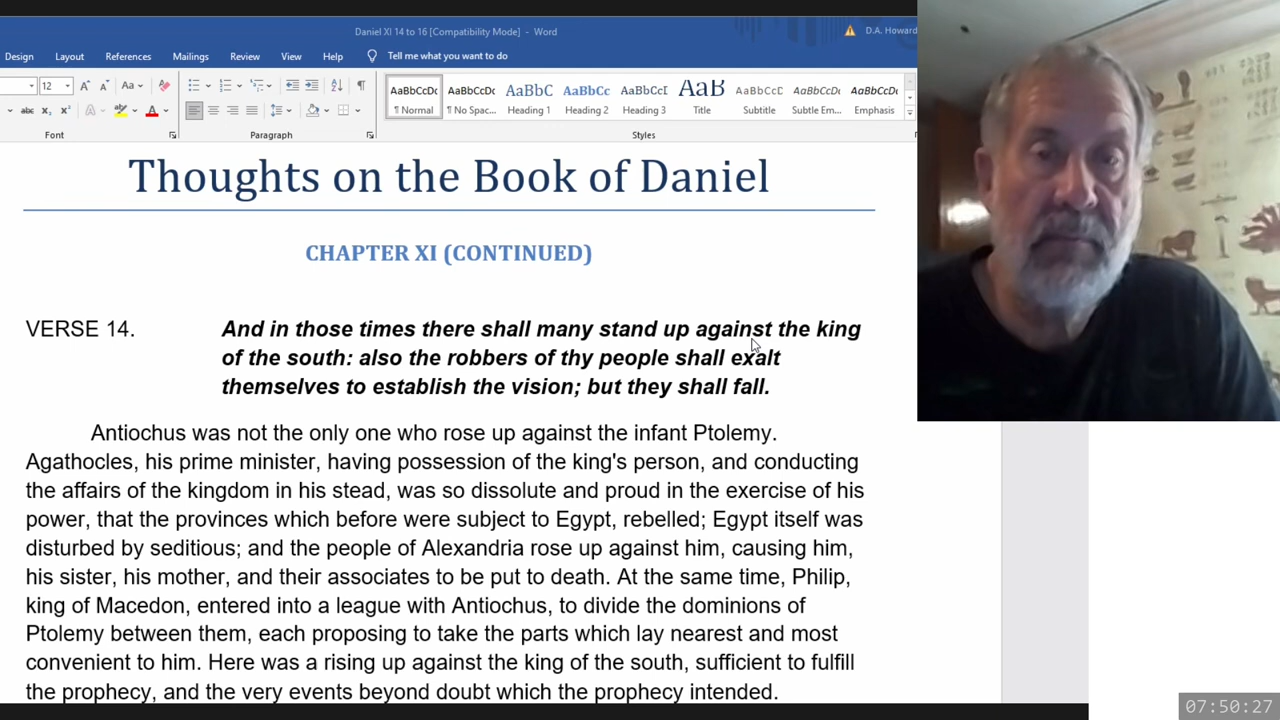 Daniel XI 14 to 16 [Compatibility Mode] - Word
D.A. Howard
Design Layout References Mailings Review View Help Tell me what you want to do
12 Aa
AaBbCcDc AaBbCcDc AaBbC AaBbCc AaBbCcD AaB AaBbCcD AaBbCcDc AaBbCcDc
¶ Normal ¶ No Spac... Heading 1 Heading 2 Heading 3 Title Subtitle Subtle Em... Emphasis
Font Paragraph Styles
Thoughts on the Book of Daniel
CHAPTER XI (CONTINUED)
VERSE 14. And in those times there shall many stand up against the king
of the south: also the robbers of thy people shall exalt
themselves to establish the vision; but they shall fall.
Antiochus was not the only one who rose up against the infant Ptolemy.
Agathocles, his prime minister, having possession of the king's person, and conducting
the affairs of the kingdom in his stead, was so dissolute and proud in the exercise of his
power, that the provinces which before were subject to Egypt, rebelled; Egypt itself was
disturbed by seditious; and the people of Alexandria rose up against him, causing him,
his sister, his mother, and their associates to be put to death. At the same time, Philip,
king of Macedon, entered into a league with Antiochus, to divide the dominions of
Ptolemy between them, each proposing to take the parts which lay nearest and most
convenient to him. Here was a rising up against the king of the south, sufficient to fulfill
the prophecy, and the very events beyond doubt which the prophecy intended.
07:50:27